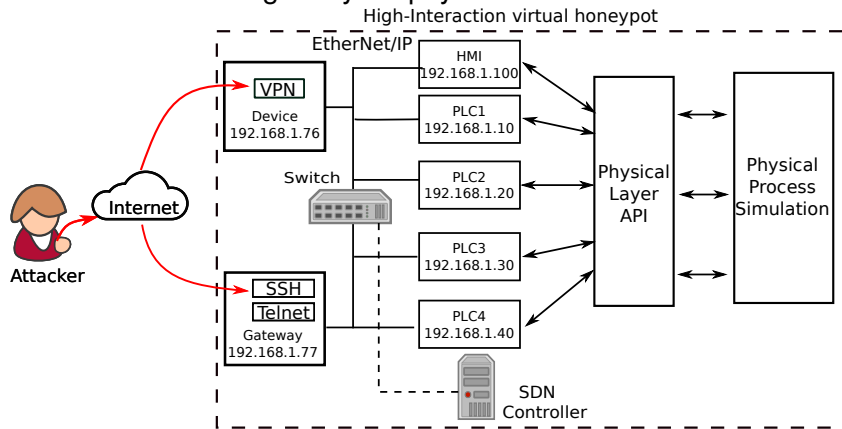 High-Interaction virtual honeypot
EtherNet/IP
VPN
Device
192.168.1.76
HMI
192.168.1.100
PLC1
192.168.1.10
Switch
PLC2
192.168.1.20
Physical
Layer
API
Physical
Process
Simulation
Internet
Attacker
PLC3
192.168.1.30
SSH
Telnet
Gateway
192.168.1.77
PLC4
192.168.1.40
SDN
Controller